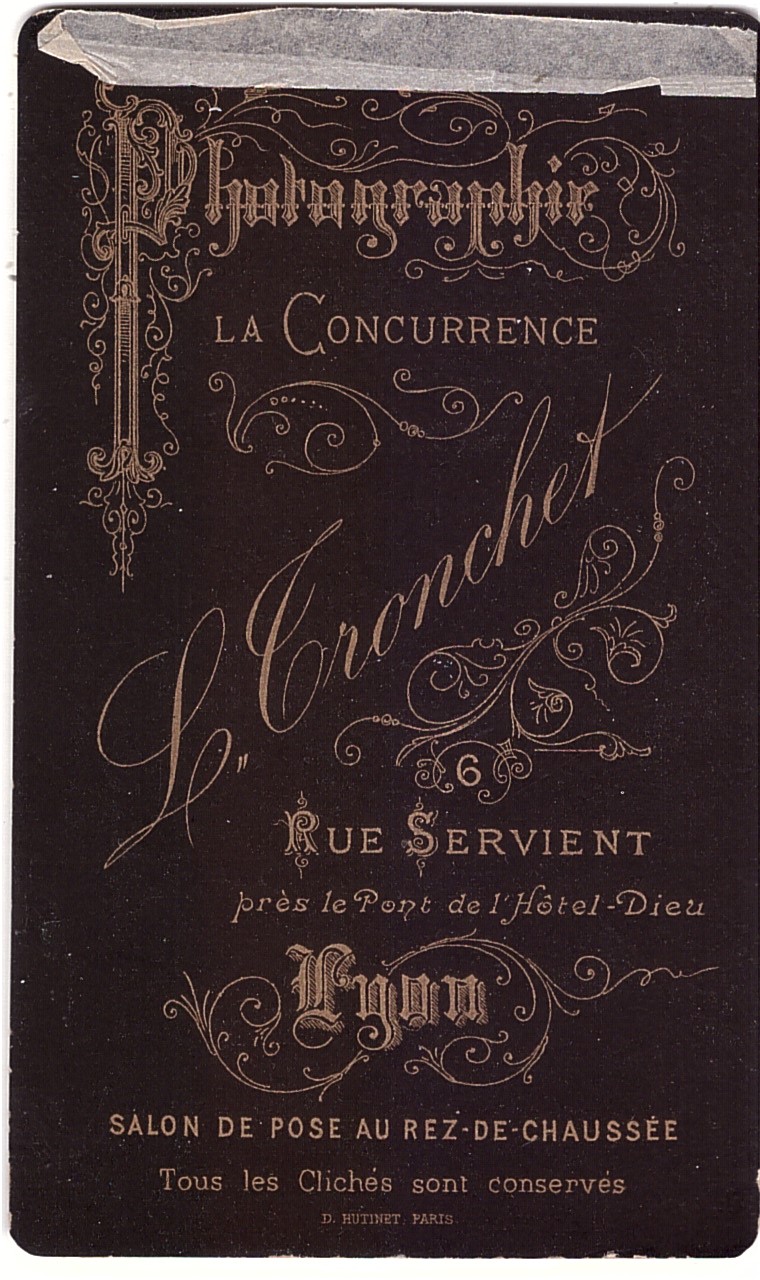 Photographie
LA CONCURRENCE
L. Tronchet
6
RUE SERVIENT
près le Pont de l'Hôtel-Dieu
Lyon
SALON DE POSE AU REZ-DE-CHAUSSÉE
Tous les Clichés sont conservés
D. HUTINET. PARIS